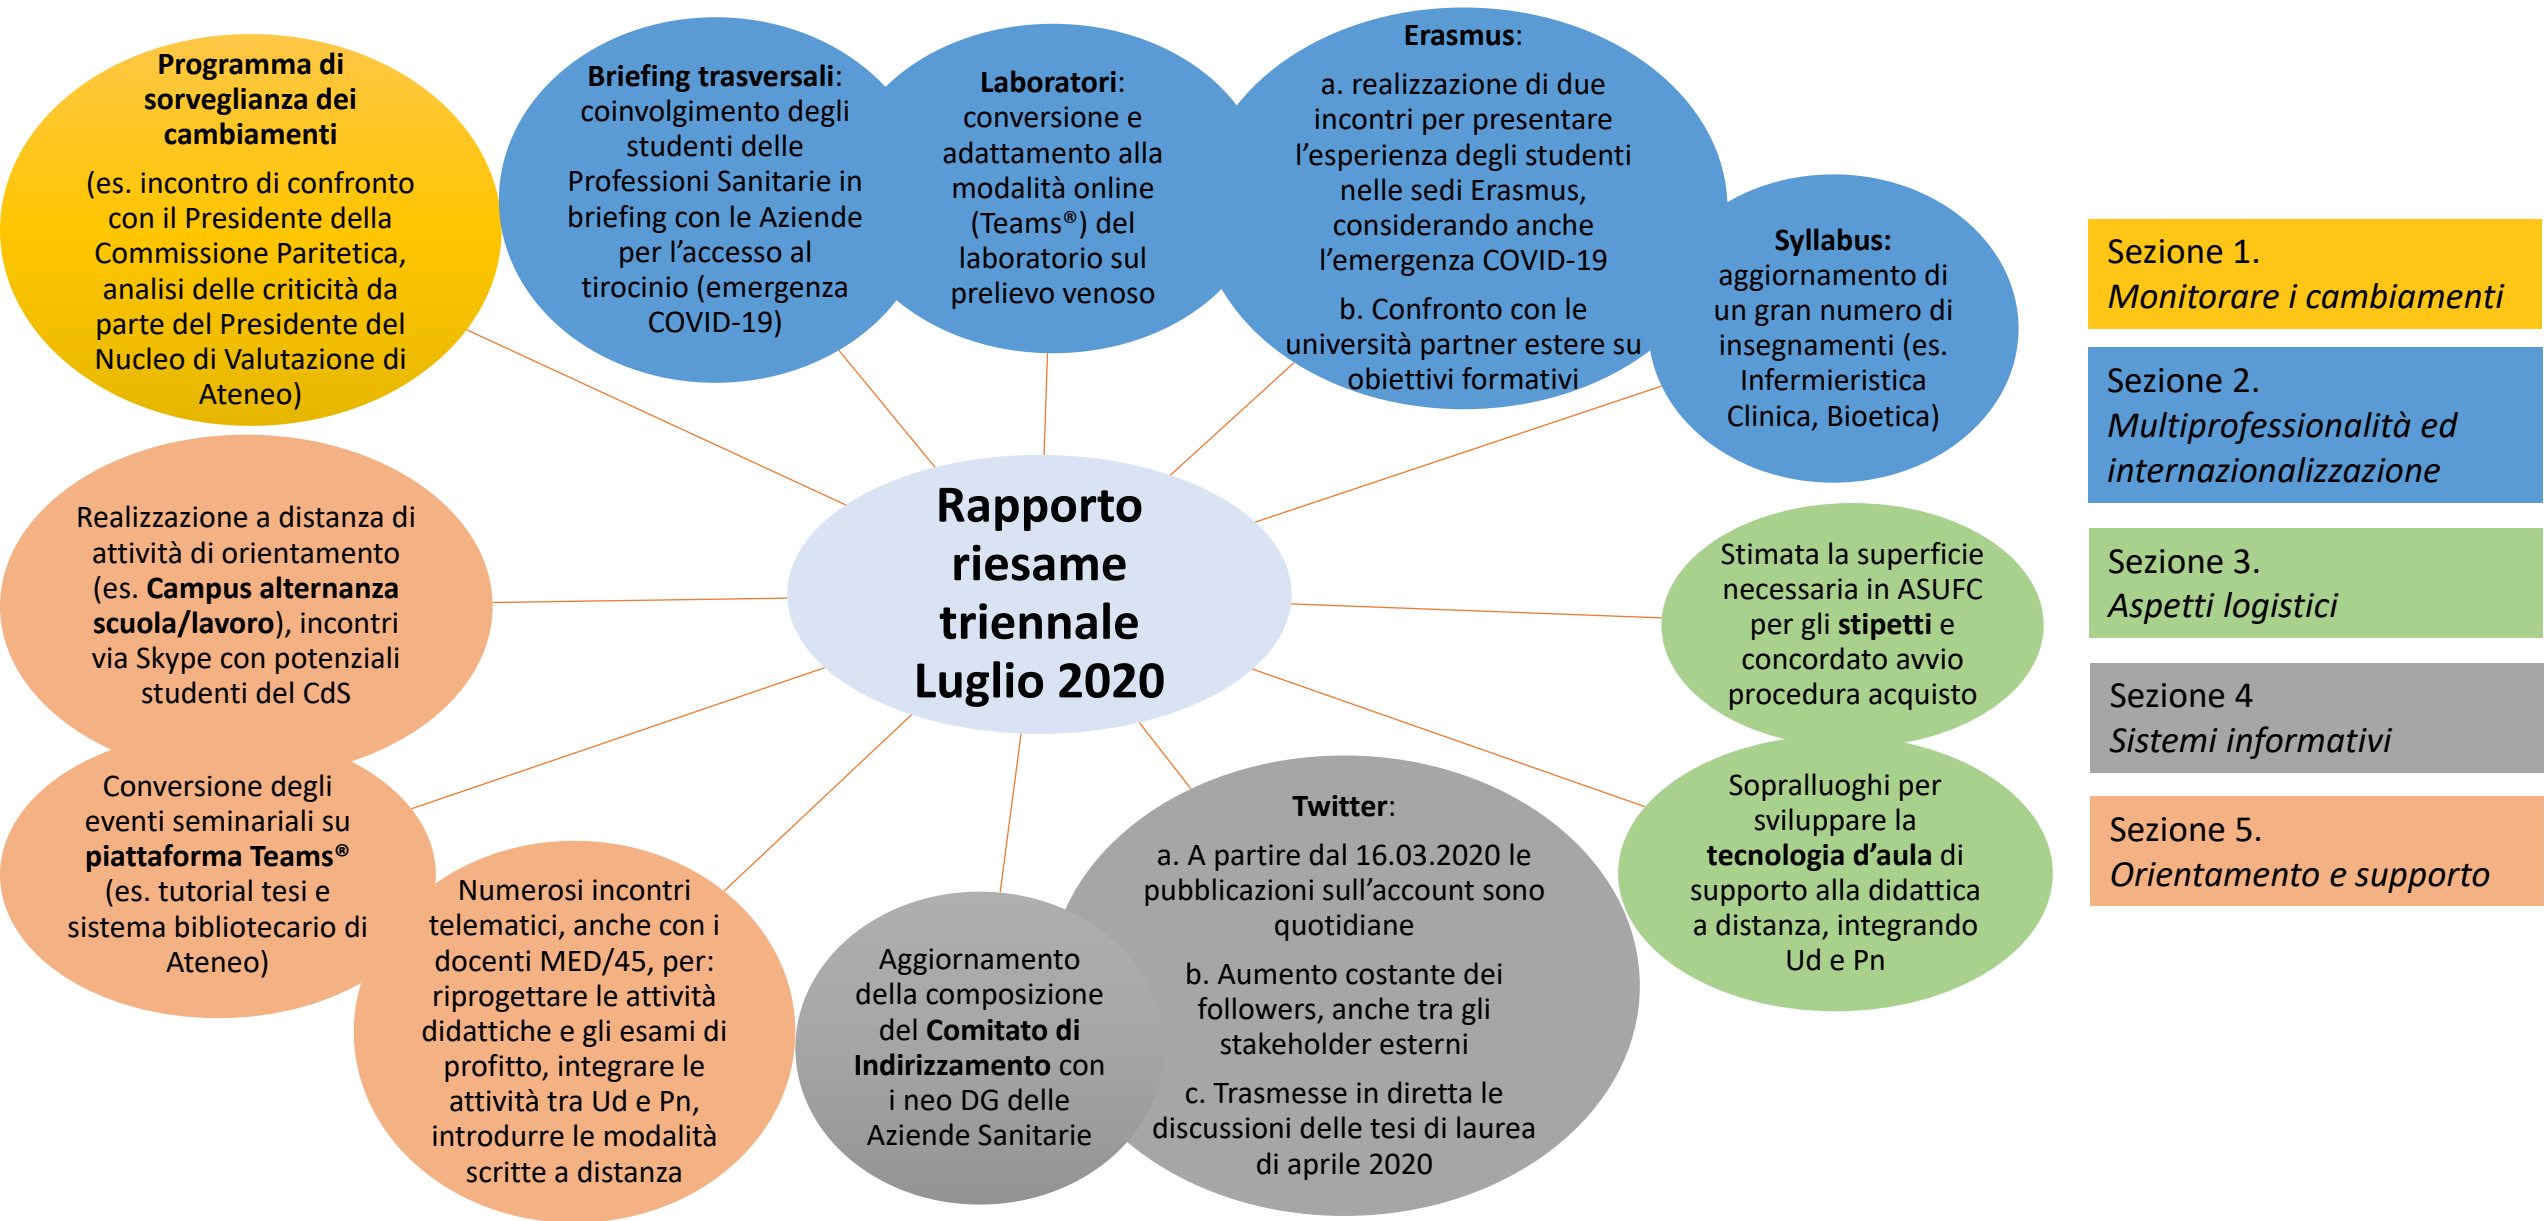 Programma di
sorveglianza dei
cambiamenti
(es. incontro di confronto
con il Presidente della
Commissione Paritetica,
analisi delle criticità da
parte del Presidente del
Nucleo di Valutazione di
Ateneo)
Briefing trasversali:
coinvolgimento degli
studenti delle
Professioni Sanitarie in
briefing con le Aziende
per l’accesso al
tirocinio (emergenza
COVID-19)
Laboratori:
conversione e
adattamento alla
modalità online
(Teams®) del
laboratorio sul
prelievo venoso
Erasmus:
a. realizzazione di due
incontri per presentare
l’esperienza degli studenti
nelle sedi Erasmus,
considerando anche
l’emergenza COVID-19
b. Confronto con le
università partner estere su
obiettivi formativi
Syllabus:
aggiornamento di
un gran numero di
insegnamenti (es.
Infermieristica
Clinica, Bioetica)
Rapporto
riesame
triennale
Luglio 2020
Realizzazione a distanza di
attività di orientamento
(es. Campus alternanza
scuola/lavoro), incontri
via Skype con potenziali
studenti del CdS
Stimata la superficie
necessaria in ASUFC
per gli stipetti e
concordato avvio
procedura acquisto
Conversione degli
eventi seminariali su
piattaforma Teams®
(es. tutorial tesi e
sistema bibliotecario di
Ateneo)
Numerosi incontri
telematici, anche con i
docenti MED/45, per:
riprogettare le attività
didattiche e gli esami di
profitto, integrare le
attività tra Ud e Pn,
introdurre le modalità
scritte a distanza
Aggiornamento
della composizione
del Comitato di
Indirizzamento con
i neo DG delle
Aziende Sanitarie
Twitter:
a. A partire dal 16.03.2020 le
pubblicazioni sull’account sono
quotidiane
b. Aumento costante dei
followers, anche tra gli
stakeholder esterni
c. Trasmesse in diretta le
discussioni delle tesi di laurea
di aprile 2020
Sopralluoghi per
sviluppare la
tecnologia d’aula di
supporto alla didattica
a distanza, integrando
Ud e Pn
Sezione 1.
Monitorare i cambiamenti
Sezione 2.
Multiprofessionalità ed
internazionalizzazione
Sezione 3.
Aspetti logistici
Sezione 4
Sistemi informativi
Sezione 5.
Orientamento e supporto